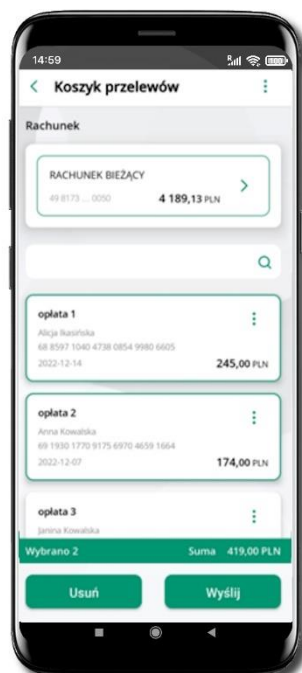 14:59
Koszyk przelewów
Rachunek
RACHUNEK BIEŻĄCY
49 8173 ... 0050 4 189,13 PLN
opłata 1
Alicja Ikasińska
68 8597 1040 4738 0854 9980 6605
2022-12-14 245,00 PLN
opłata 2
Anna Kowalska
69 1930 1770 9175 6970 4659 1664
2022-12-07 174,00 PLN
opłata 3
Janina Kowalska
Wybrano 2 Suma 419,00 PLN
Usuń Wyślij